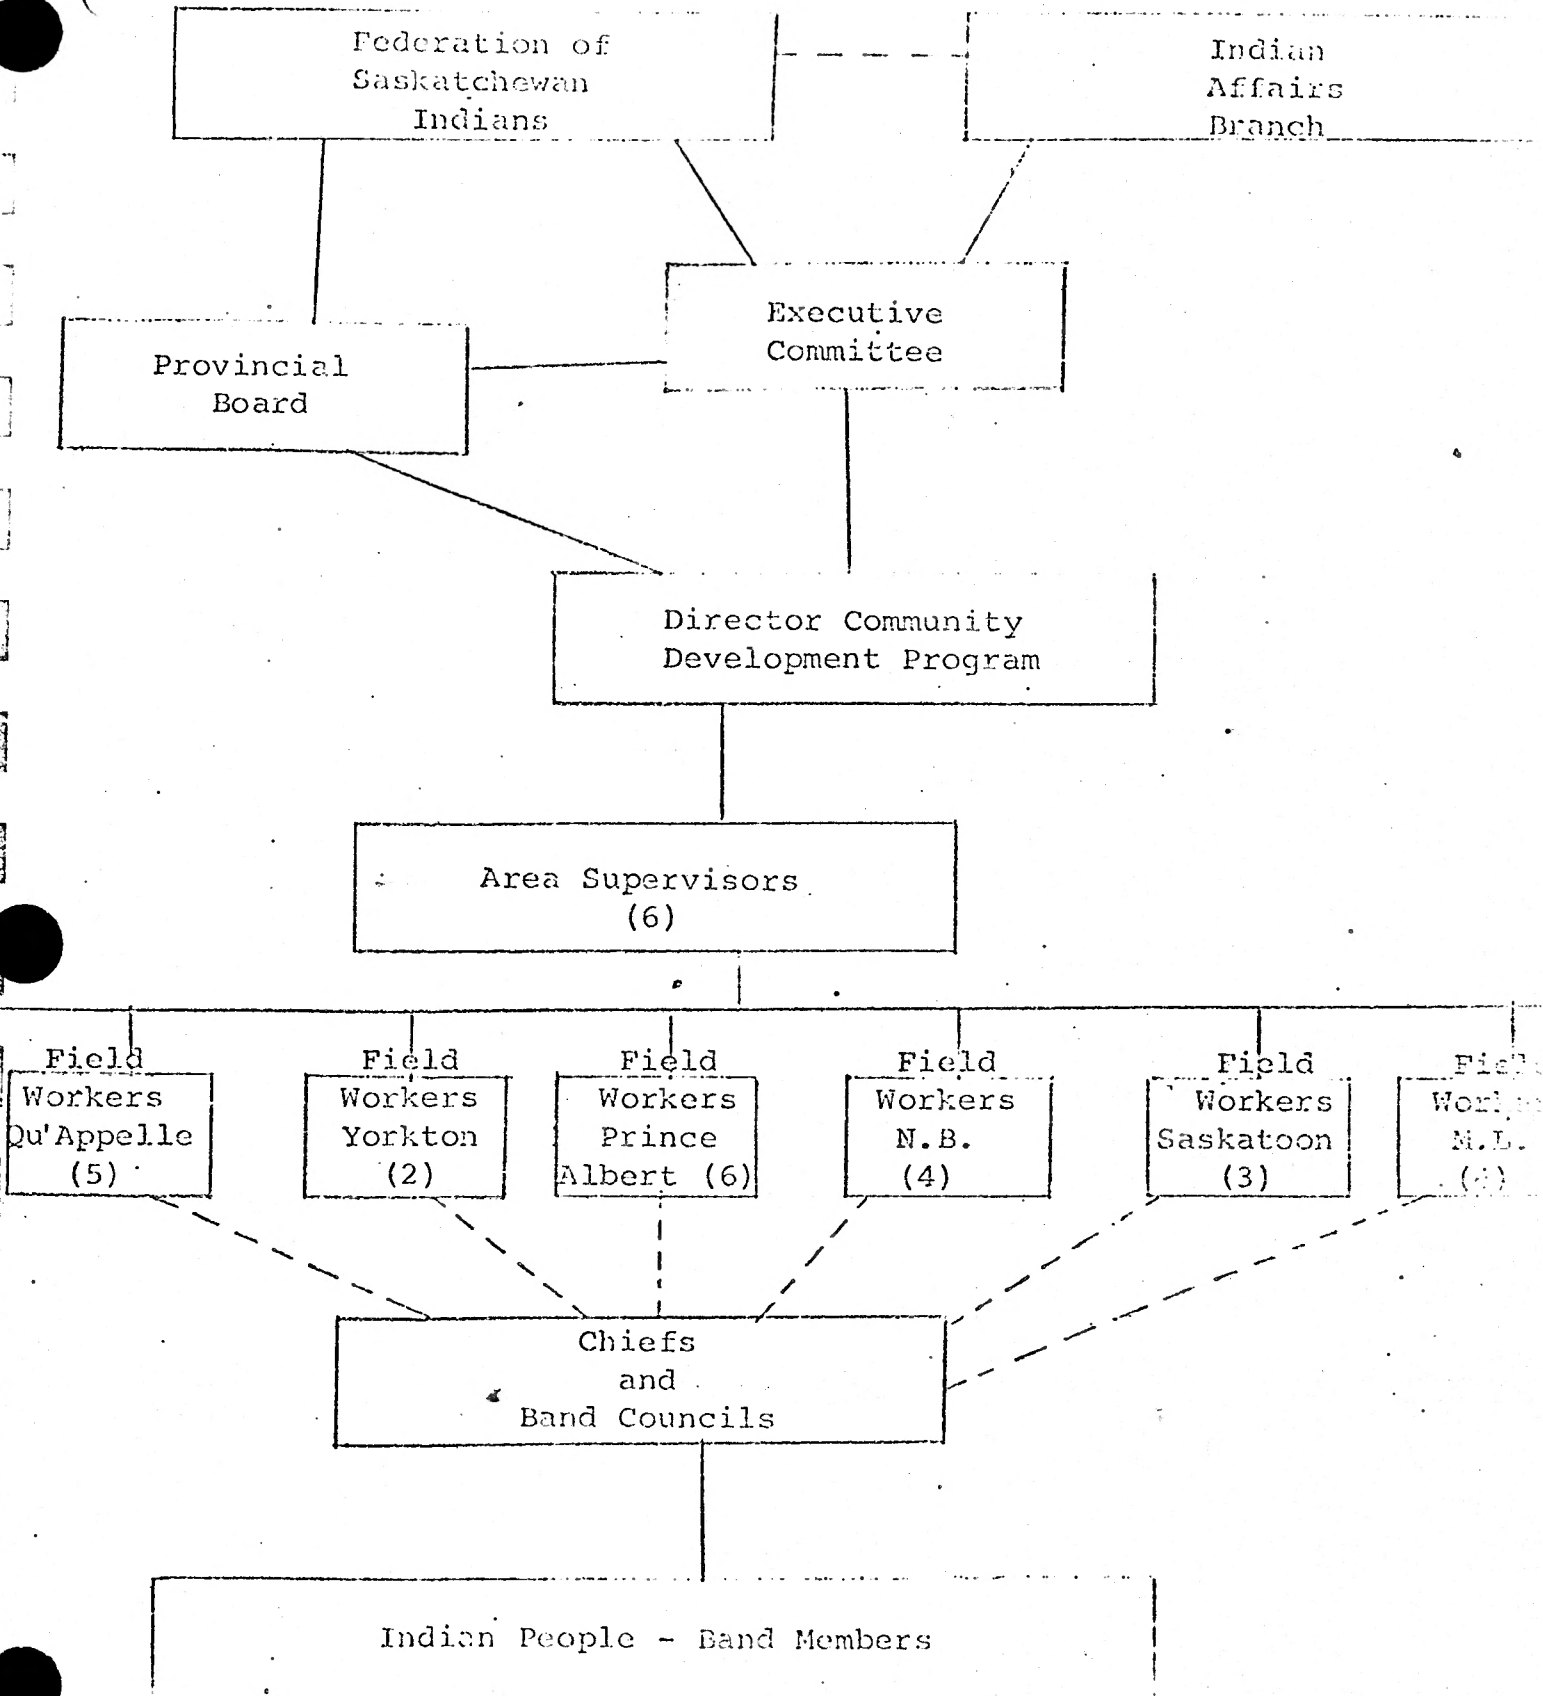 Federation of
Saskatchewan
Indians
Indian
Affairs
Branch
Executive
Committee
Provincial
Board
Director Community
Development Program
Area Supervisors
(6)
Field
Workers
Qu'Appelle
(5)
Field
Workers
Yorkton
(2)
Field
Workers
Prince
Albert (6)
Field
Workers
N.B.
(4)
Field
Workers
Saskatoon
(3)
M.L.
Chiefs
and
Band Councils
Indian People - Band Members